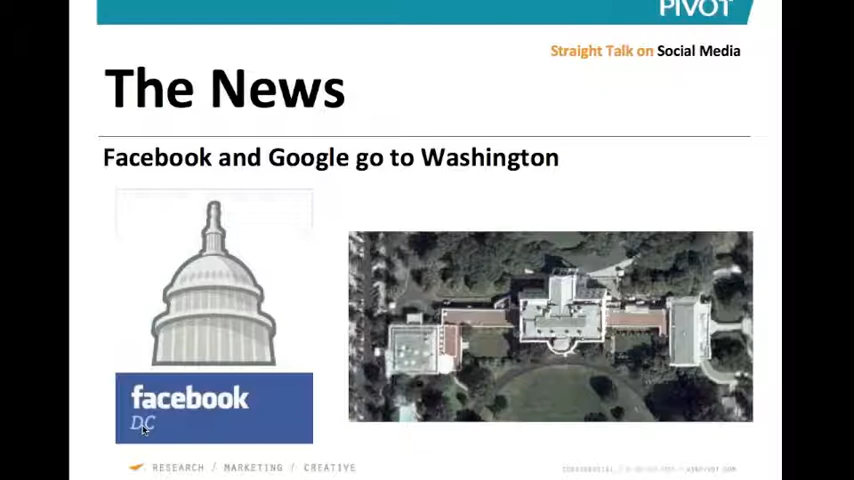 PIVOT
Straight Talk on Social Media
The News
Facebook and Google go to Washington
facebook
DC
RESEARCH / MARKETING / CREATIVE